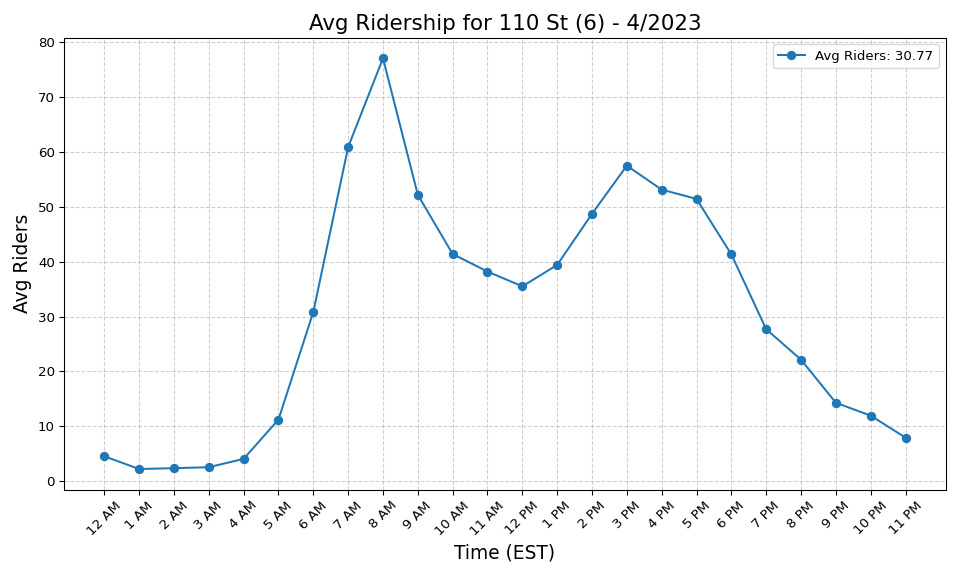 Avg Ridership for 110 St (6) - 4/2023
Avg Riders: 30.77
Avg Riders
80
70
60
50
40
30
20
10
0
12 AM
1 AM
2 AM
3 AM
4 AM
5 AM
6 AM
7 AM
8 AM
9 AM
10 AM
11 AM
12 PM
1 PM
2 PM
3 PM
4 PM
5 PM
6 PM
7 PM
8 PM
9 PM
10 PM
11 PM
Time (EST)